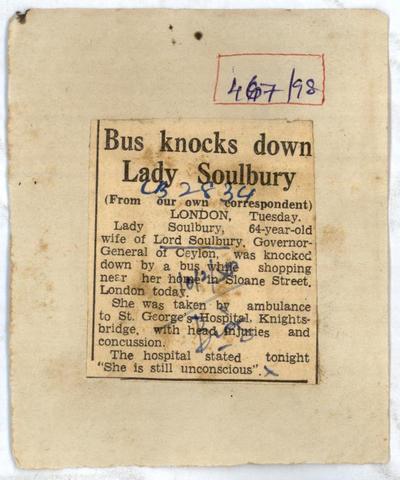 467/98
Bus knocks down
Lady Soulbury
CB 2834
(From our own correspondent)
LONDON, Tuesday.
Lady Soulbury, 64-year-old
wife of Lord Soulbury, Governor-
General of Ceylon, was knocked
down by a bus while shopping
near her home in Sloane Street,
London today.
She was taken by ambulance
to St. George's Hospital, Knights-
bridge, with head injuries and
concussion.
The hospital stated tonight
"She is still unconscious".x